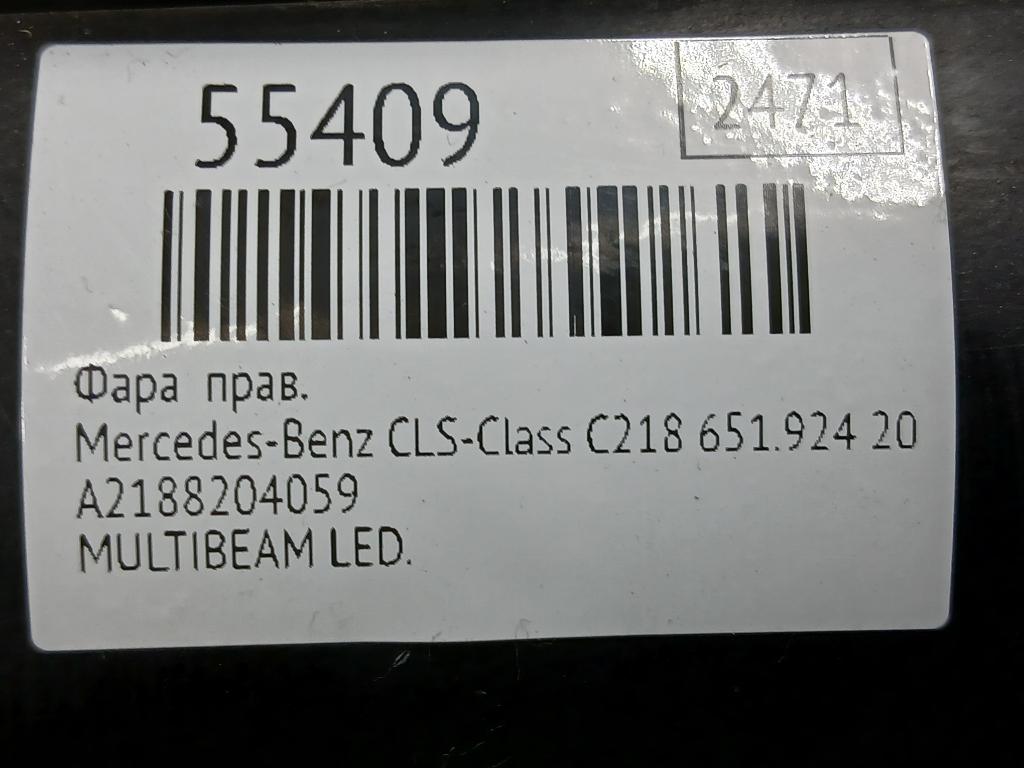 55409
2471
Фара прав.
Mercedes-Benz CLS-Class C218 651.924 20
A2188204059
MULTIBEAM LED.